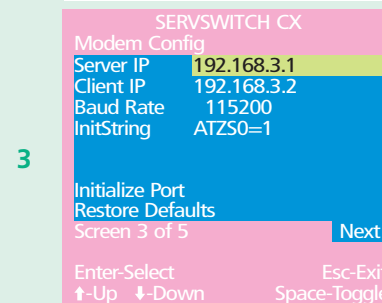 SERVSWITCH CX
Modem Config
Server IP 192.168.3.1
Client IP 192.168.3.2
Baud Rate 115200
InitString ATZS0=1
3
Initialize Port
Restore Defaults
Screen 3 of 5 Next
Enter-Select Esc-Exit
↑-Up ↓-Down Space-Toggle